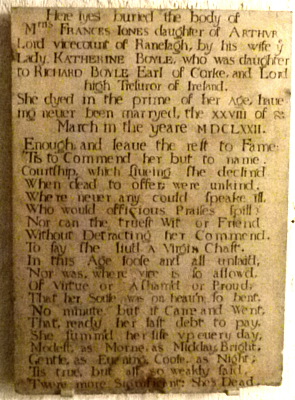 Here lyes buried the body of
Mrs FRANCES IONES daughter of ARTHVR
Lord vicecount of Ranelagh, by his wife ye
Lady KATHERINE BOYLE, who was daughter
to RICHARD BOYLE Earl of Corke, and Lord
high Tresuror of Ireland.
She dyed in the prime of her Age, haue
ing neuer been marryed, the XXVIII of
March in the yeare MDCLXXII.
Enough, and leaue the rest to Fame:
'Tis to Commend her but to name.
Courtship, which liueing she declin'd
When dead to offer, were unkind.
Where neuer any could speake ill,
Who would officious Praises spill?
Nor can the truest Wit or Friend
Without Detracting her Commend.
To say she liu'd A Virgin Chast,
In this Age loose and all unlac'd,
Nor was, where vice is so allow'd,
Of Virtue or Asham'd or Proud:
That her Soule was on heau'n so bent,
No minute but it Came and Went,
That, ready her last debt to pay,
She summ'd her life vp euery day,
Modest, as Morne, as Midday, Bright,
Gentle, as Euening, Coole, as Night;
Tis true, but all so weakly said,
T'were more Significant: She's Dead.